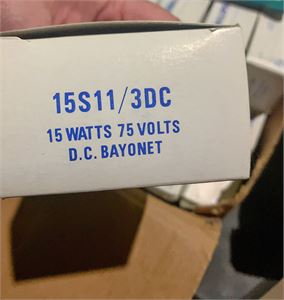 15S11/3DC
15 WATTS 75 VOLTS
D.C. BAYONET